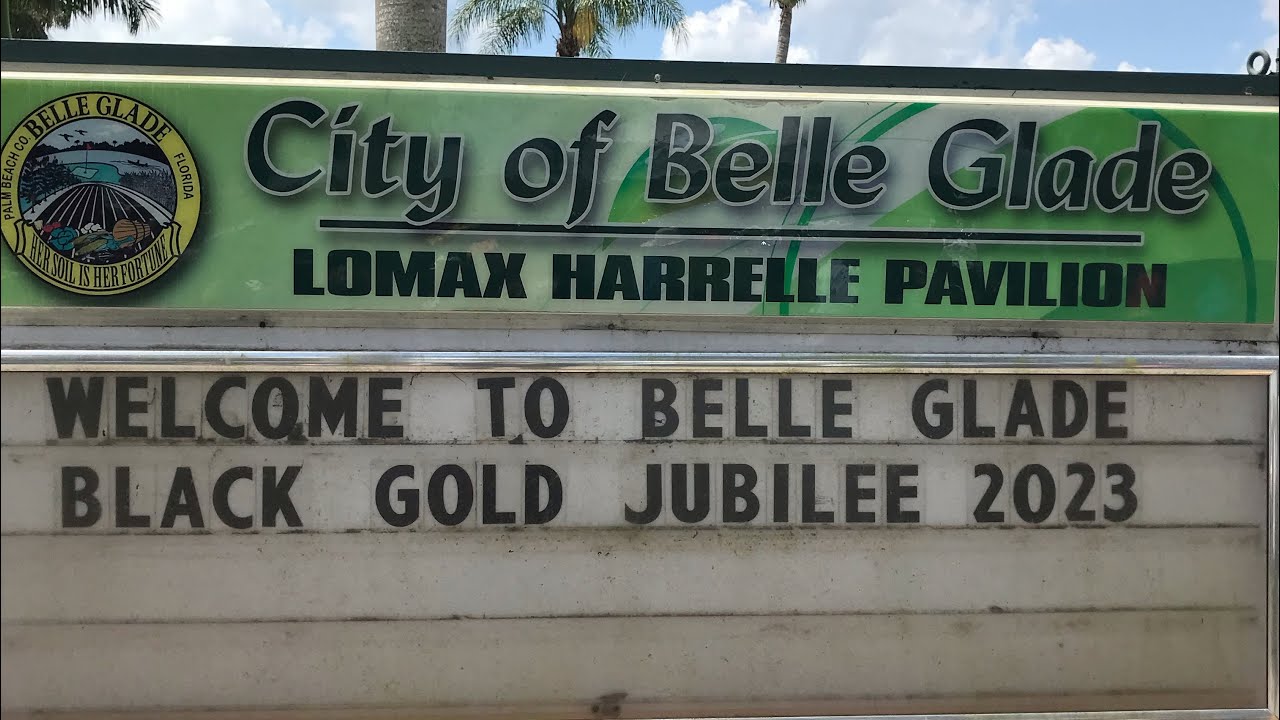 BELLE GLADE
PALM BEACH CO.
FLORIDA
HER SOIL IS HER FORTUNE
City of Belle Glade
LOMAX HARRELLE PAVILION
WELCOME TO BELLE GLADE
BLACK GOLD JUBILEE 2023